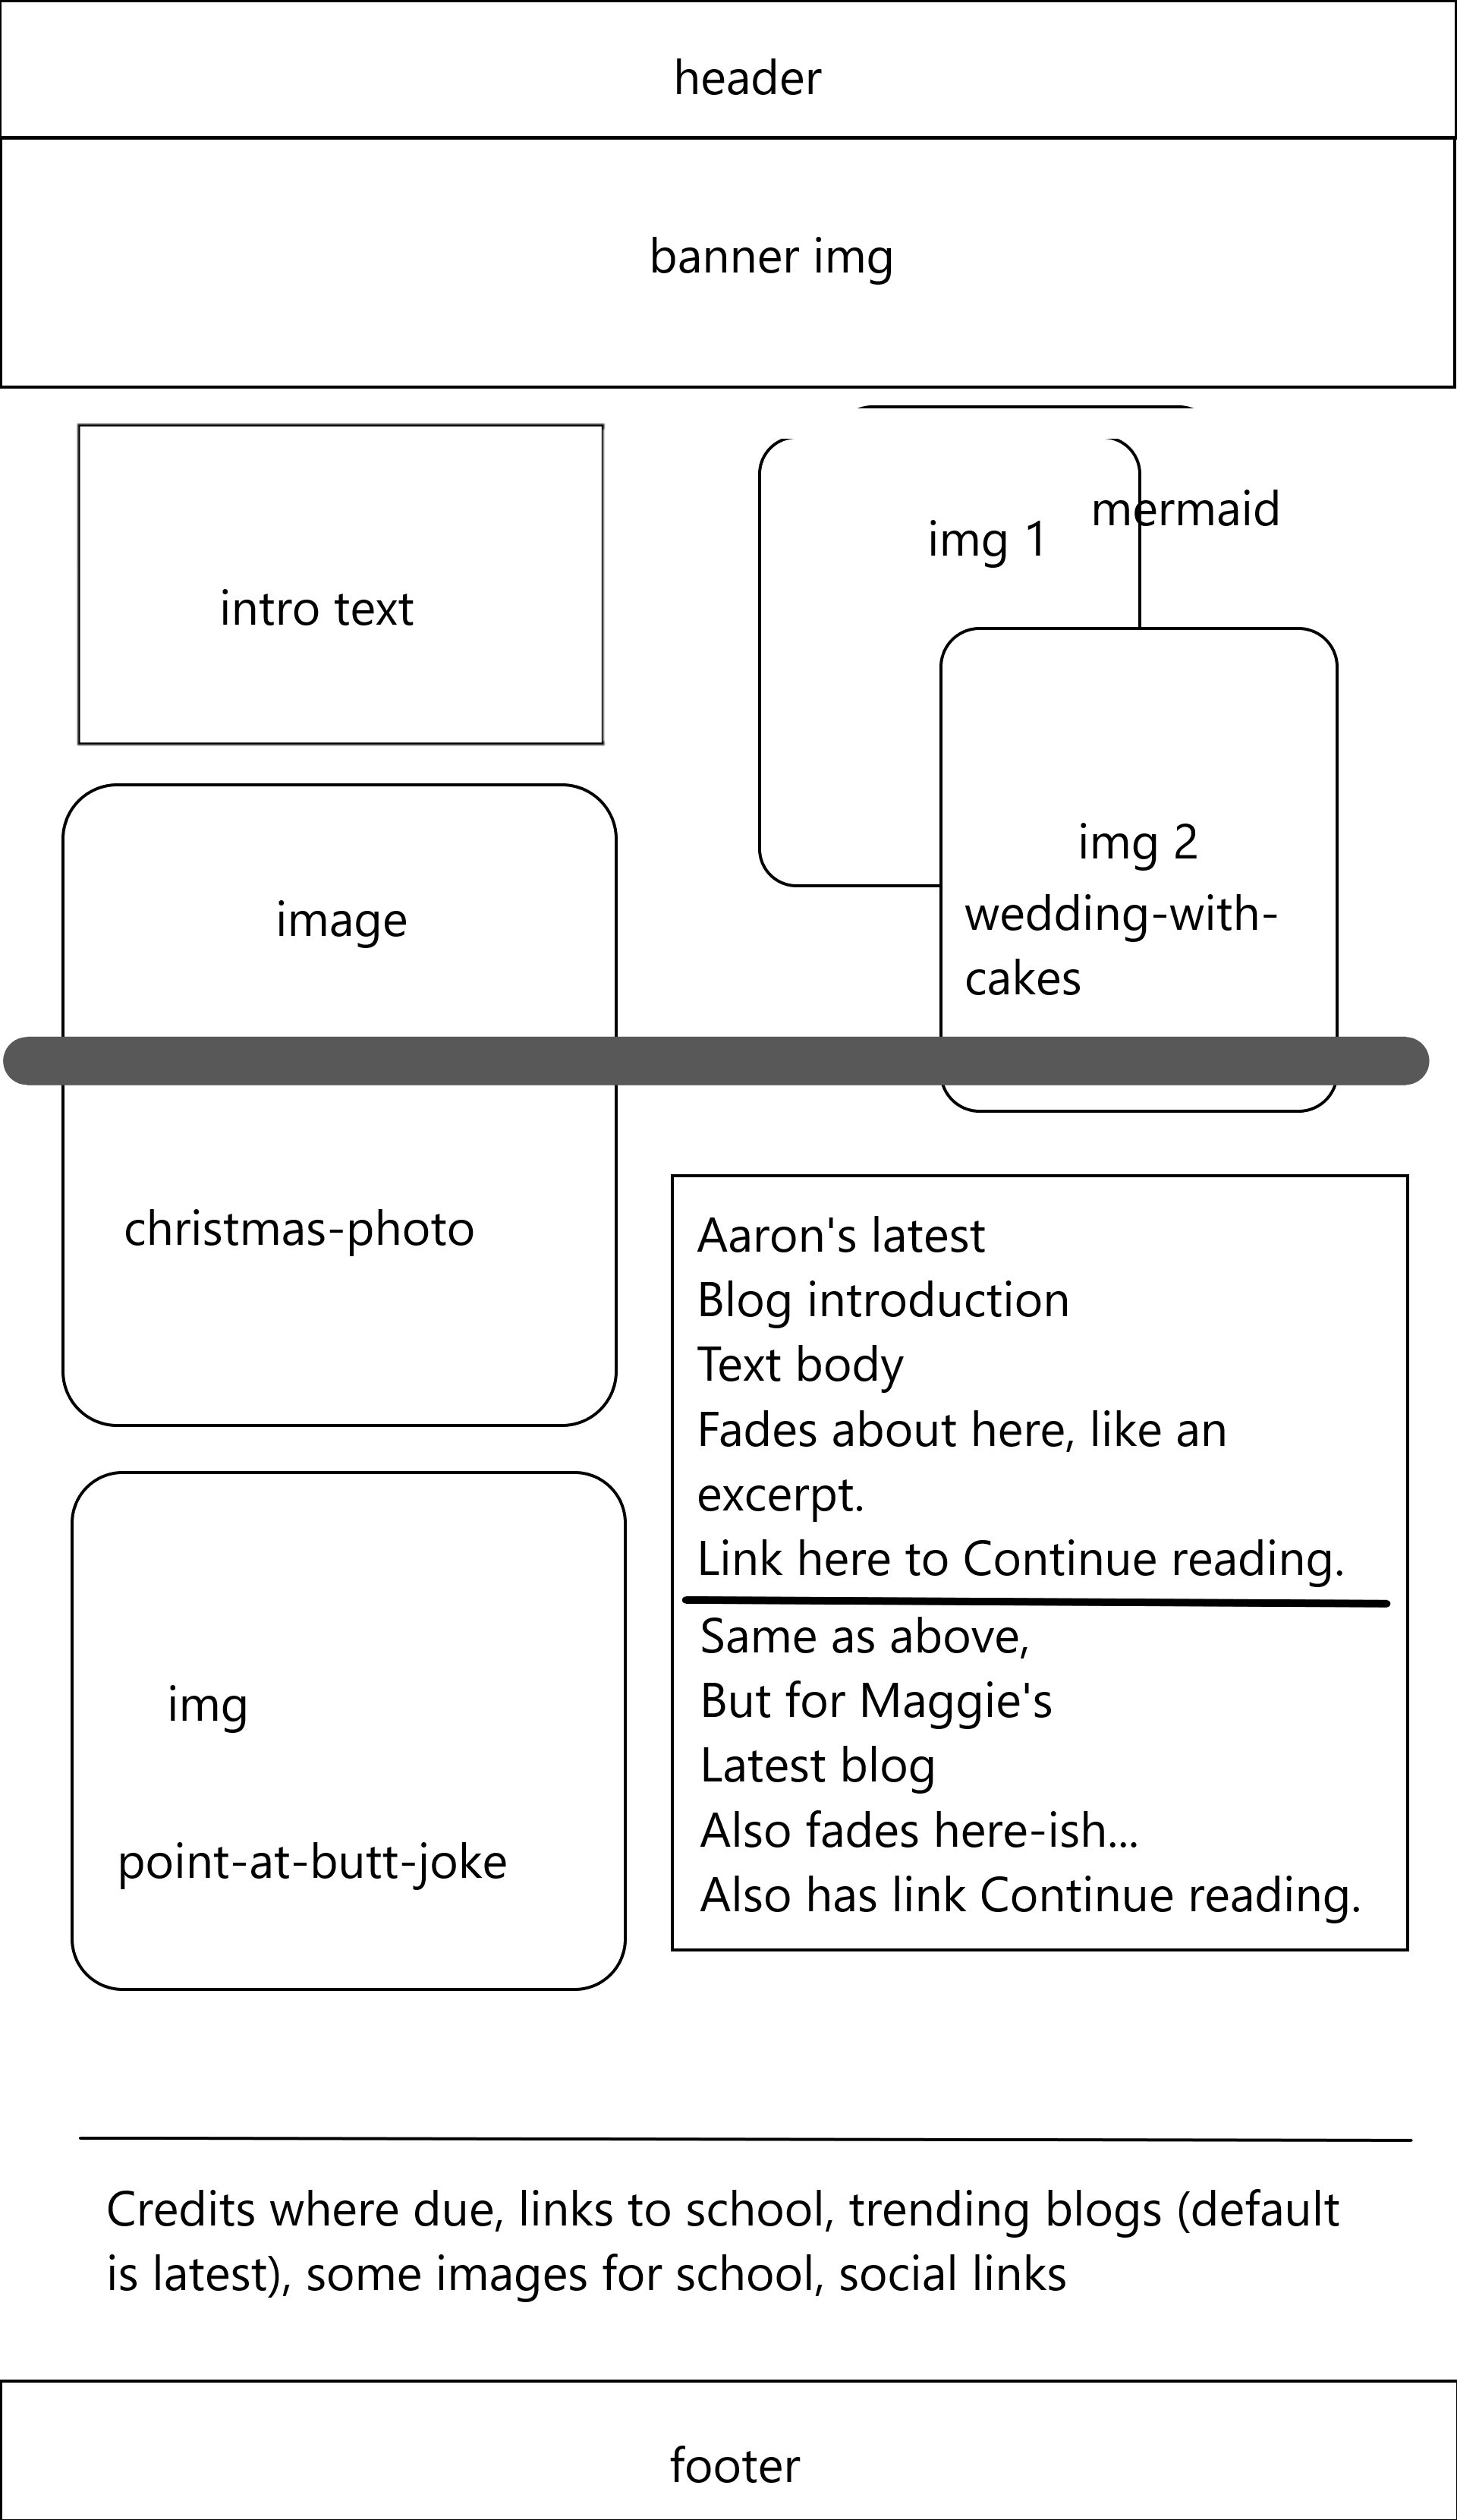 header
banner img
intro text
img 1
mermaid
img 2
wedding-with-
cakes
image
christmas-photo
Aaron's latest
Blog introduction
Text body
Fades about here, like an
excerpt.
Link here to Continue reading.
Same as above,
But for Maggie's
Latest blog
Also fades here-ish...
Also has link Continue reading.
img
point-at-butt-joke
Credits where due, links to school, trending blogs (default
is latest), some images for school, social links
footer